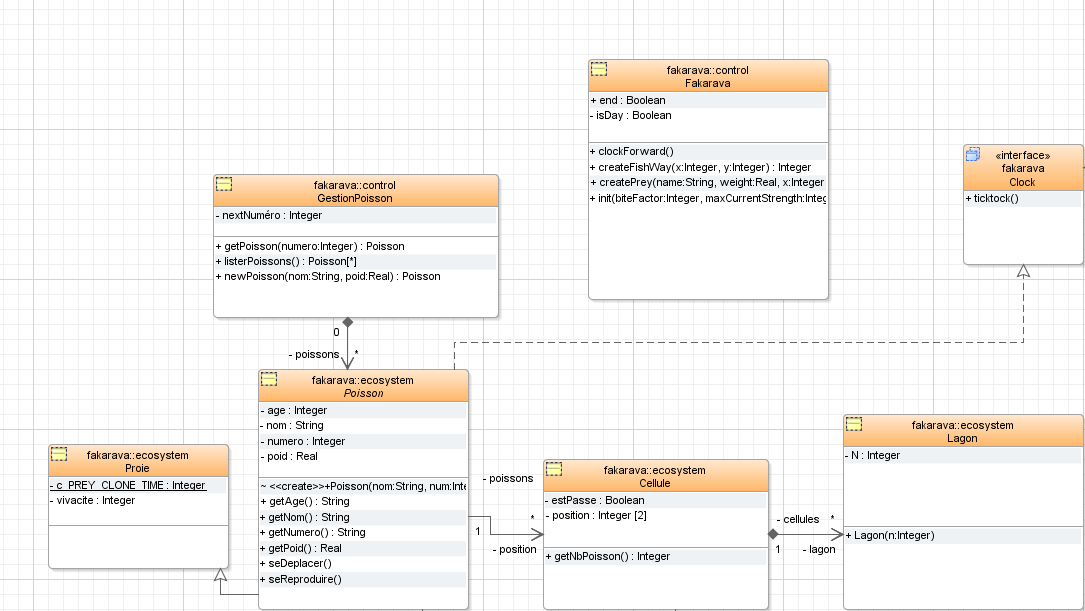 fakarava::control
Fakarava
+ end : Boolean
- isDay : Boolean
+ clockForward()
+ createFishWay(x:Integer, y:Integer) : Integer
+ createPrey(name:String, weight:Real, x:Integer
+ init(biteFactor:Integer, maxCurrentStrength:Integ
«interface»
fakarava
Clock
+ ticktock()
fakarava::control
GestionPoisson
- nextNuméro : Integer
+ getPoisson(numero:Integer) : Poisson
+ listerPoissons() : Poisson[*]
+ newPoisson(nom:String, poid:Real) : Poisson
0
- poissons
*
fakarava::ecosystem
Poisson
- age : Integer
- nom : String
- numero : Integer
- poid : Real
~ <<create>>+Poisson(nom:String, num:Inte
+ getAge() : String
+ getNom() : String
+ getNumero() : String
+ getPoid() : Real
+ seDeplacer()
+ seReproduire()
fakarava::ecosystem
Proie
- c_PREY_CLONE_TIME : Integer
- vivacite : Integer
- poissons
*
1
- position
fakarava::ecosystem
Cellule
- estPasse : Boolean
- position : Integer [2]
+ getNbPoisson() : Integer
- cellules
*
1
- lagon
fakarava::ecosystem
Lagon
- N : Integer
+ Lagon(n:Integer)